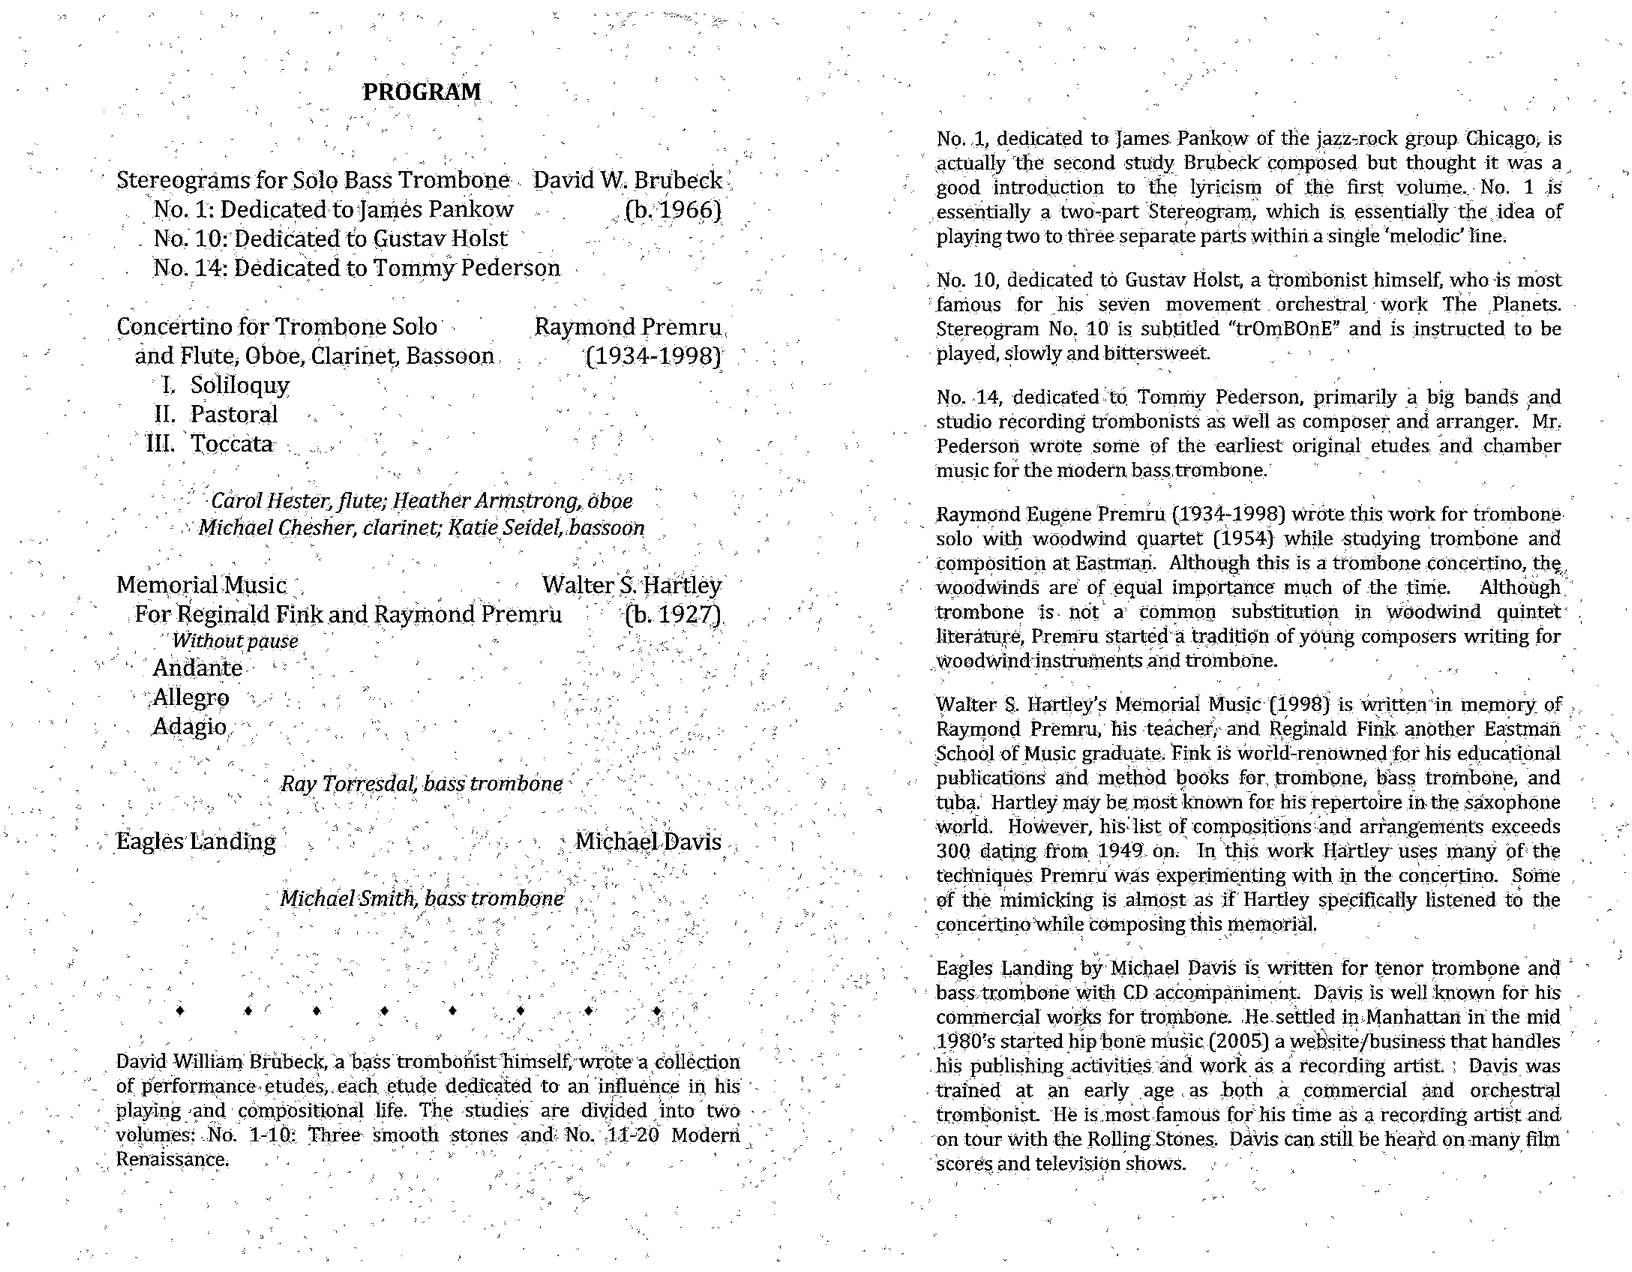 PROGRAM
Stereograms for Solo Bass Trombone David W. Brubeck
No. 1: Dedicated to James Pankow (b. 1966)
No. 10: Dedicated to Gustav Holst
No. 14: Dedicated to Tommy Pederson
Concertino for Trombone Solo Raymond Premru
and Flute, Oboe, Clarinet, Bassoon (1934-1998)
I. Soliloquy
II. Pastoral
III. Toccata
Carol Hester, flute; Heather Armstrong, oboe
Michael Chesher, clarinet; Katie Seidel, bassoon
Memorial Music Walter S. Hartley
For Reginald Fink and Raymond Premru (b. 1927)
Without pause
Andante
Allegro
Adagio
Ray Torresdal, bass trombone
Eagles Landing Michael Davis
Michael Smith, bass trombone
David William Brubeck, a bass trombonist himself, wrote a collection
of performance etudes, each etude dedicated to an influence in his
playing and compositional life. The studies are divided into two
volumes: No. 1-10: Three smooth stones and No. 11-20 Modern
Renaissance.
No. 1, dedicated to James Pankow of the jazz-rock group Chicago, is
actually the second study Brubeck composed but thought it was a
good introduction to the lyricism of the first volume. No. 1 is
essentially a two-part Stereogram, which is essentially the idea of
playing two to three separate parts within a single 'melodic' line.
No. 10, dedicated to Gustav Holst, a trombonist himself, who is most
famous for his seven movement orchestral work The Planets.
Stereogram No. 10 is subtitled "trOmBOnE" and is instructed to be
played, slowly and bittersweet.
No. 14, dedicated to Tommy Pederson, primarily a big bands and
studio recording trombonists as well as composer and arranger. Mr.
Pederson wrote some of the earliest original etudes and chamber
music for the modern bass trombone.
Raymond Eugene Premru (1934-1998) wrote this work for trombone
solo with woodwind quartet (1954) while studying trombone and
composition at Eastman. Although this is a trombone concertino, the
woodwinds are of equal importance much of the time. Although
trombone is not a common substitution in woodwind quintet
literature, Premru started a tradition of young composers writing for
woodwind instruments and trombone.
Walter S. Hartley's Memorial Music (1998) is written in memory of
Raymond Premru, his teacher, and Reginald Fink another Eastman
School of Music graduate. Fink is world-renowned for his educational
publications and method books for trombone, bass trombone, and
tuba. Hartley may be most known for his repertoire in the saxophone
world. However, his list of compositions and arrangements exceeds
300 dating from 1949 on. In this work Hartley uses many of the
techniques Premru was experimenting with in the concertino. Some
of the mimicking is almost as if Hartley specifically listened to the
concertino while composing this memorial.
Eagles Landing by Michael Davis is written for tenor trombone and
bass trombone with CD accompaniment. Davis is well known for his
commercial works for trombone. He settled in Manhattan in the mid
1980's started hip bone music (2005) a website/business that handles
his publishing activities and work as a recording artist. Davis was
trained at an early age as both a commercial and orchestral
trombonist. He is most famous for his time as a recording artist and
on tour with the Rolling Stones. Davis can still be heard on many film
scores and television shows.